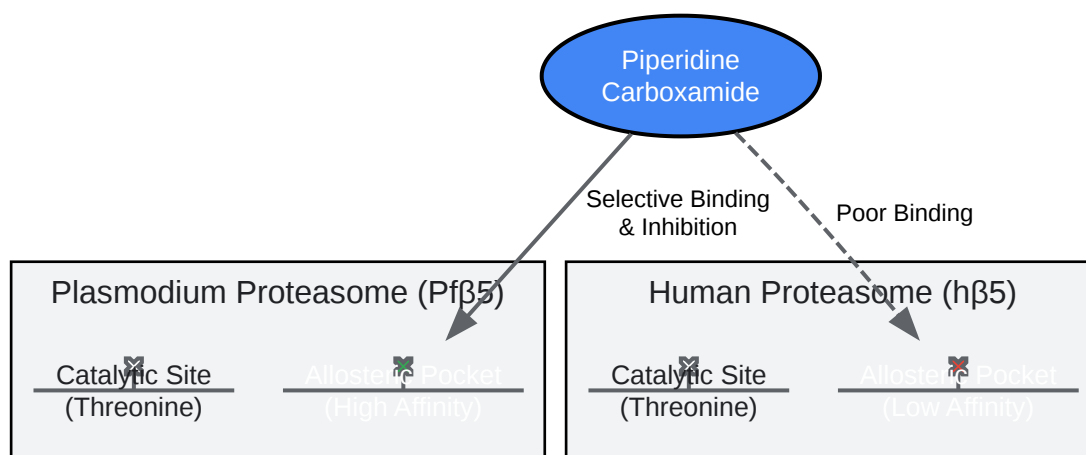 Piperidine
Carboxamide
Selective Binding
& Inhibition
Poor Binding
Plasmodium Proteasome (Pfβ5)
Human Proteasome (hβ5)
Catalytic Site
(Threonine)
Allosteric Pocket
(High Affinity)
Catalytic Site
(Threonine)
Allosteric Pocket
(Low Affinity)